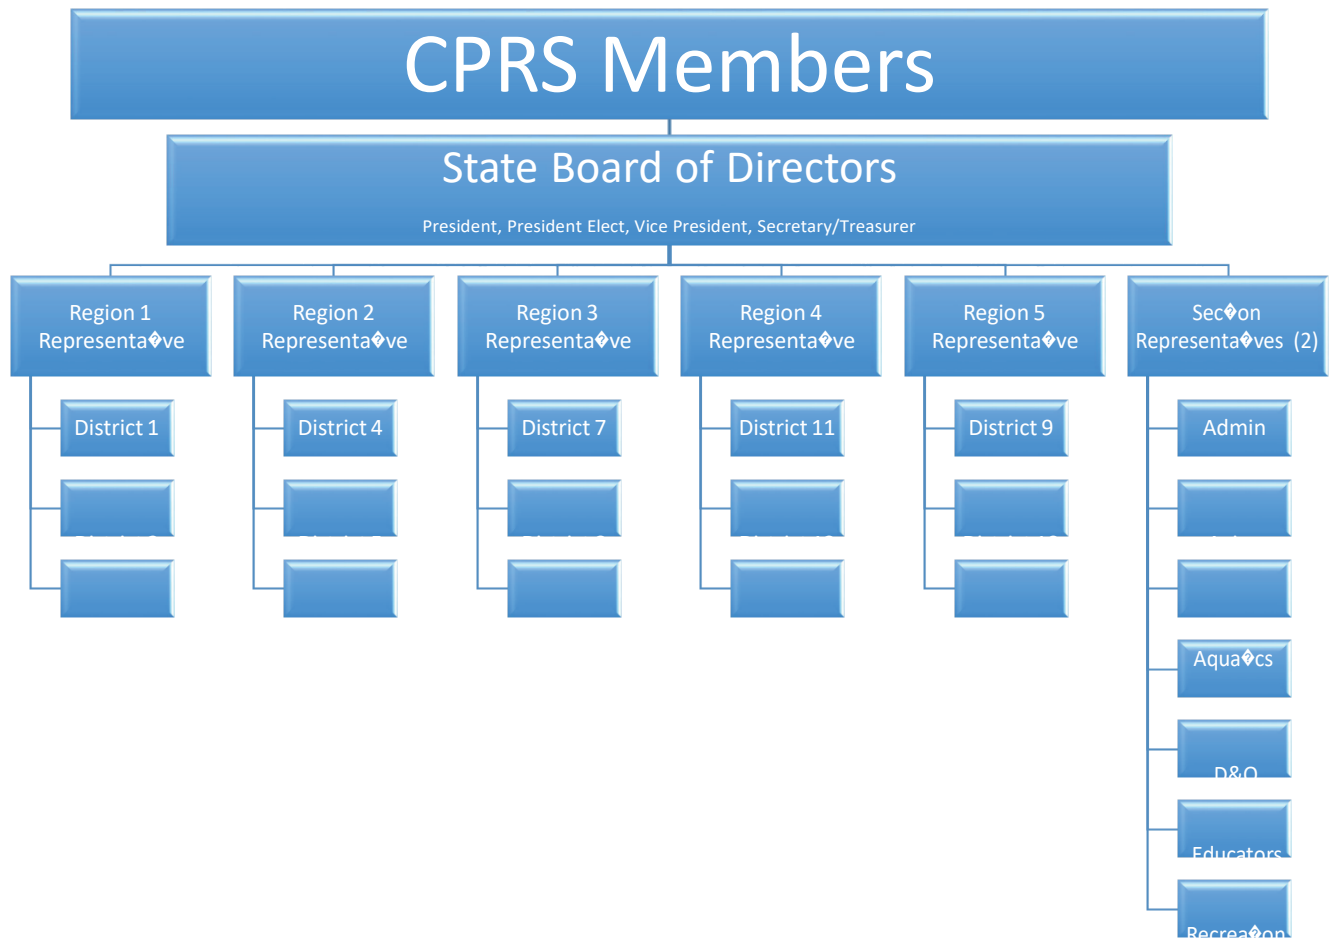 CPRS Members
State Board of Directors
President, President Elect, Vice President, Secretary/Treasurer
Region 1
Representa�ve
Region 2
Representa�ve
Region 3
Representa�ve
Region 4
Representa�ve
Region 5
Representa�ve
Sec�on
Representa�ves (2)
District 1
District 4
District 7
District 11
District 9
Admin
Aqua�cs
D&O
Educators
Recrea�on